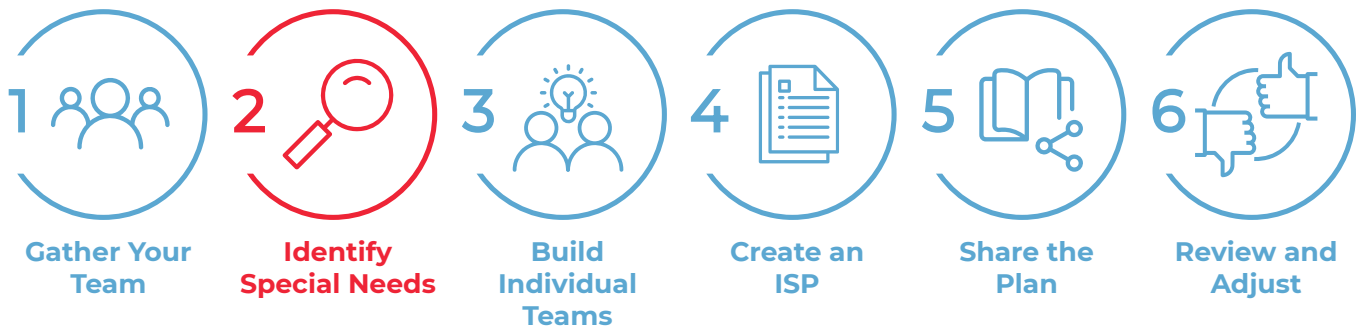 1
Gather Your
Team
2
Identify
Special Needs
3
Build
Individual
Teams
4
Create an
ISP
5
Share the
Plan
6
Review and
Adjust